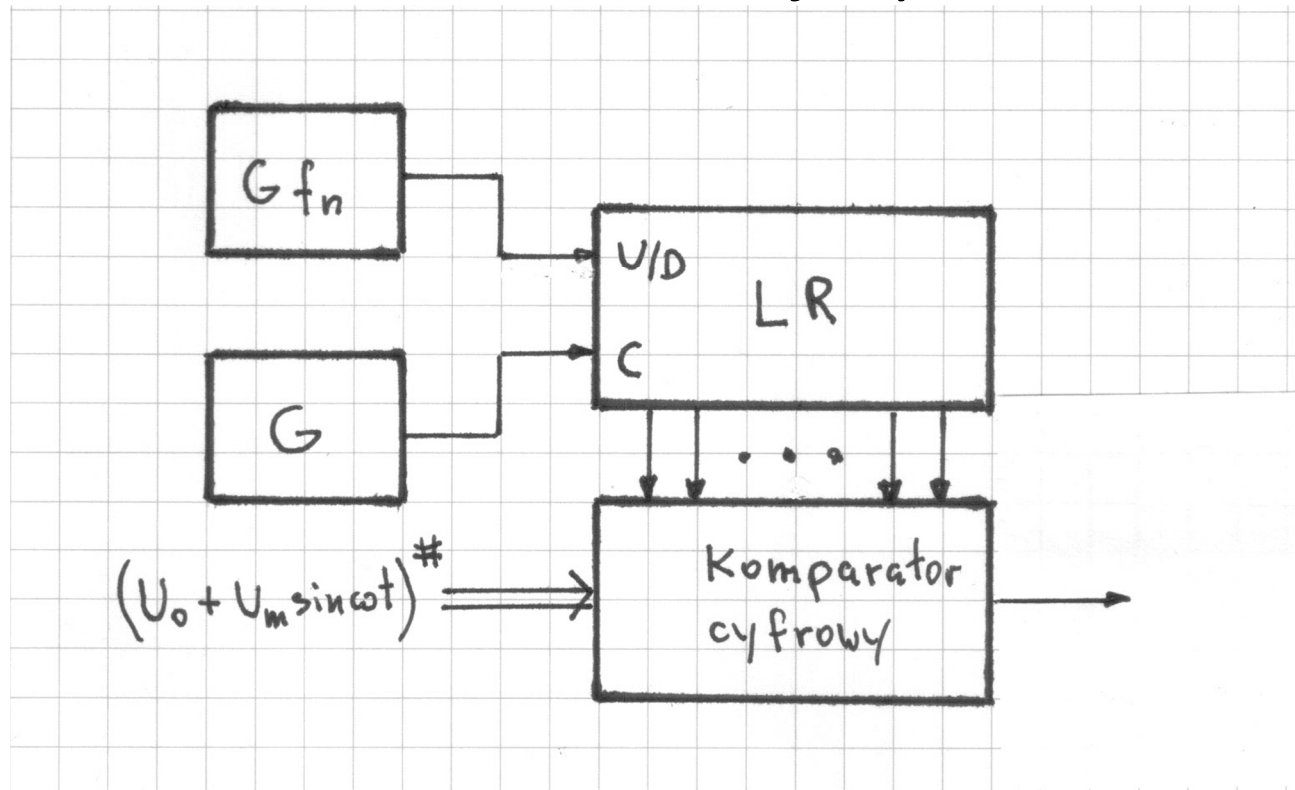 G fn
U/D
LR
C
G
(U₀ + Uₘ sinωt)#
Komparator
cyfrowy